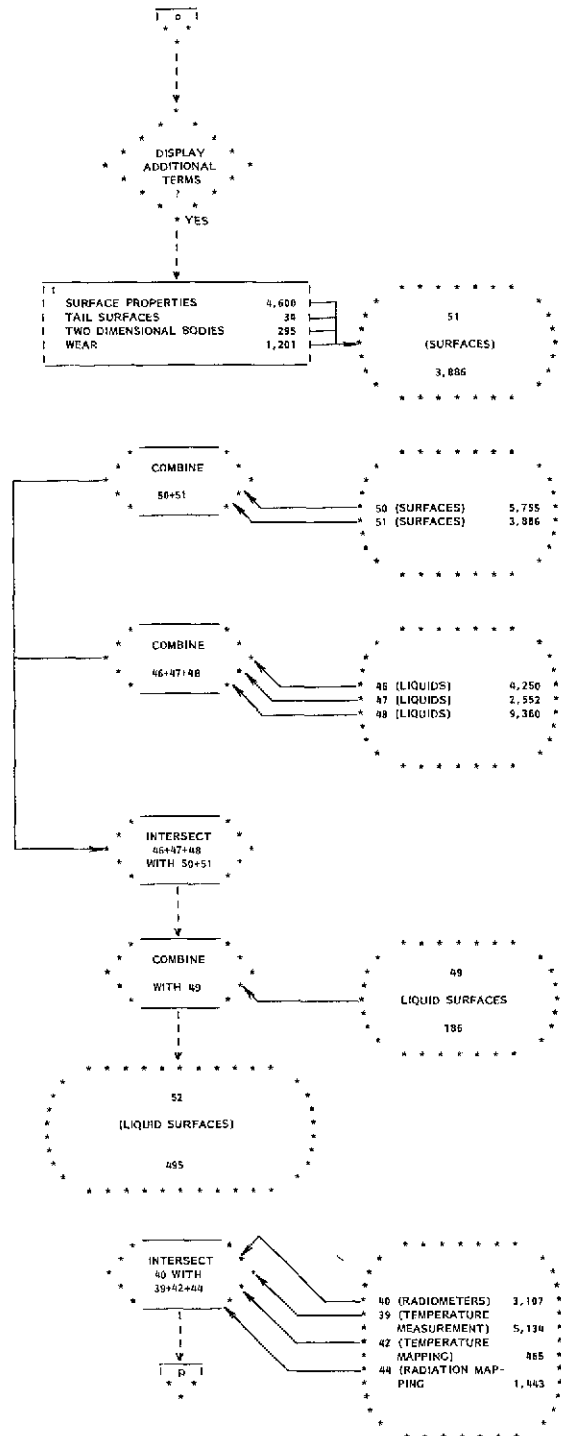 DISPLAY
ADDITIONAL
TERMS
?
YES
SURFACE PROPERTIES 4,600
TAIL SURFACES 34
TWO DIMENSIONAL BODIES 295
WEAR 1,201
51
(SURFACES)
3,886
COMBINE
50+51
50 (SURFACES) 5,755
51 (SURFACES) 3,886
COMBINE
46+47+48
46 (LIQUIDS) 4,250
47 (LIQUIDS) 2,552
48 (LIQUIDS) 9,360
INTERSECT
46+47+48
WITH 50+51
COMBINE
WITH 49
49
LIQUID SURFACES
186
52
(LIQUID SURFACES)
495
INTERSECT
40 WITH
39+42+44
40 (RADIOMETERS) 3,107
39 (TEMPERATURE
MEASUREMENT) 5,134
42 (TEMPERATURE
MAPPING) 465
44 (RADIATION MAP-
PING 1,443